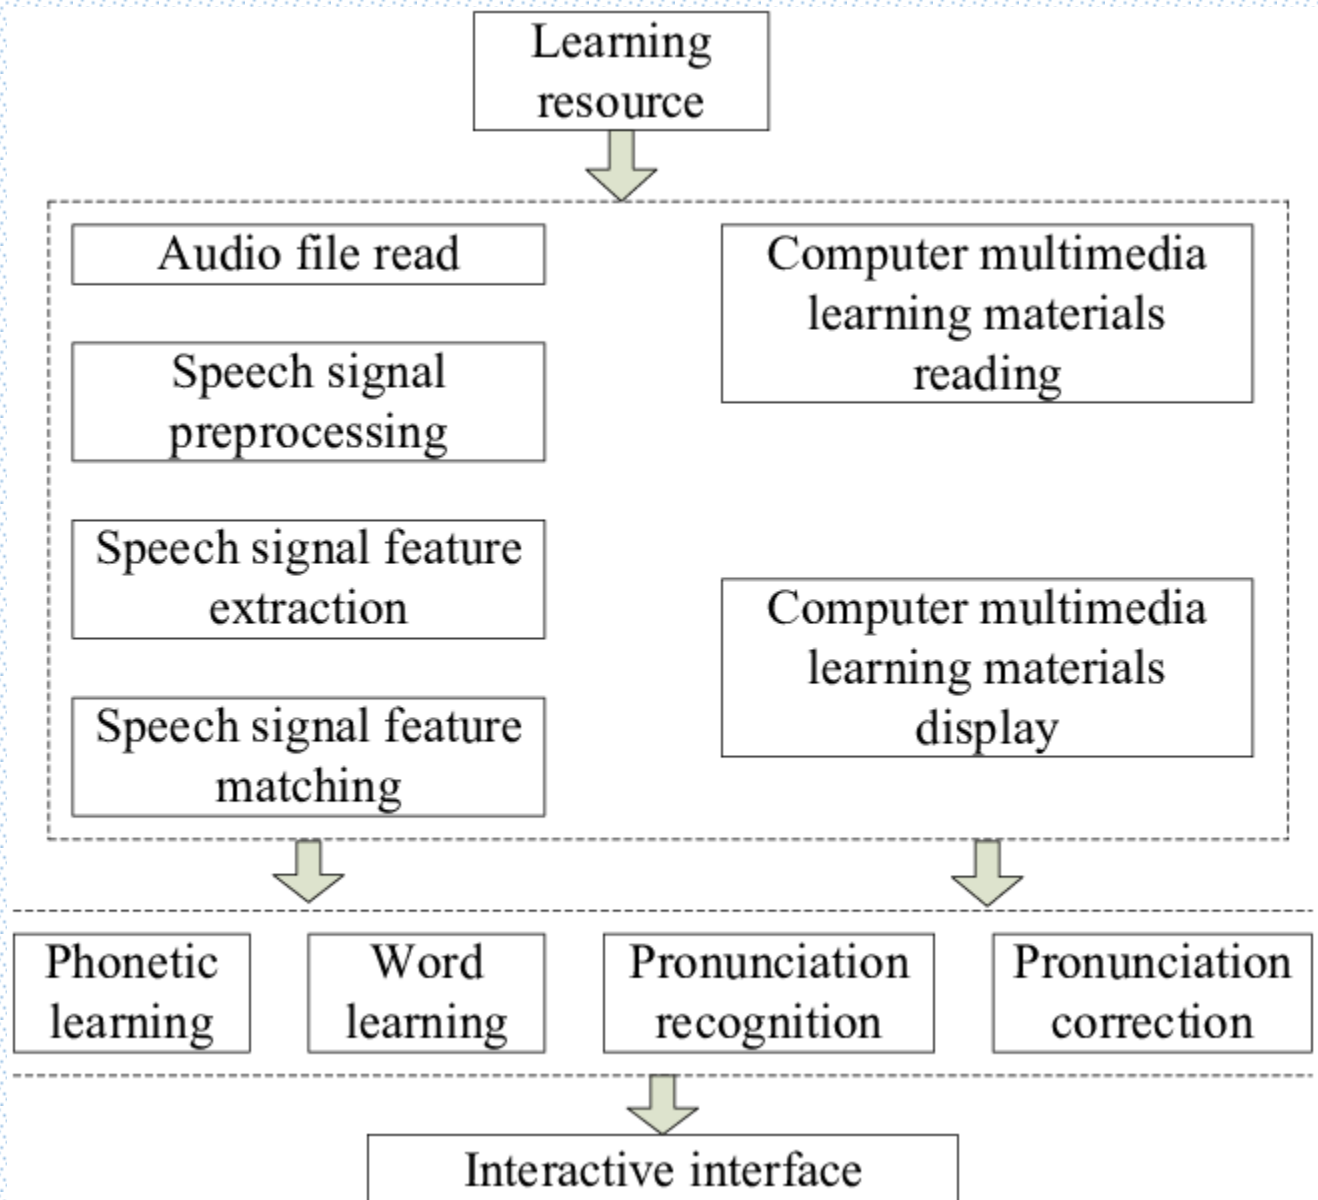 Learning
resource
Audio file read
Speech signal
preprocessing
Speech signal feature
extraction
Speech signal feature
matching
Computer multimedia
learning materials
reading
Computer multimedia
learning materials
display
Phonetic
learning
Word
learning
Pronunciation
recognition
Pronunciation
correction
Interactive interface